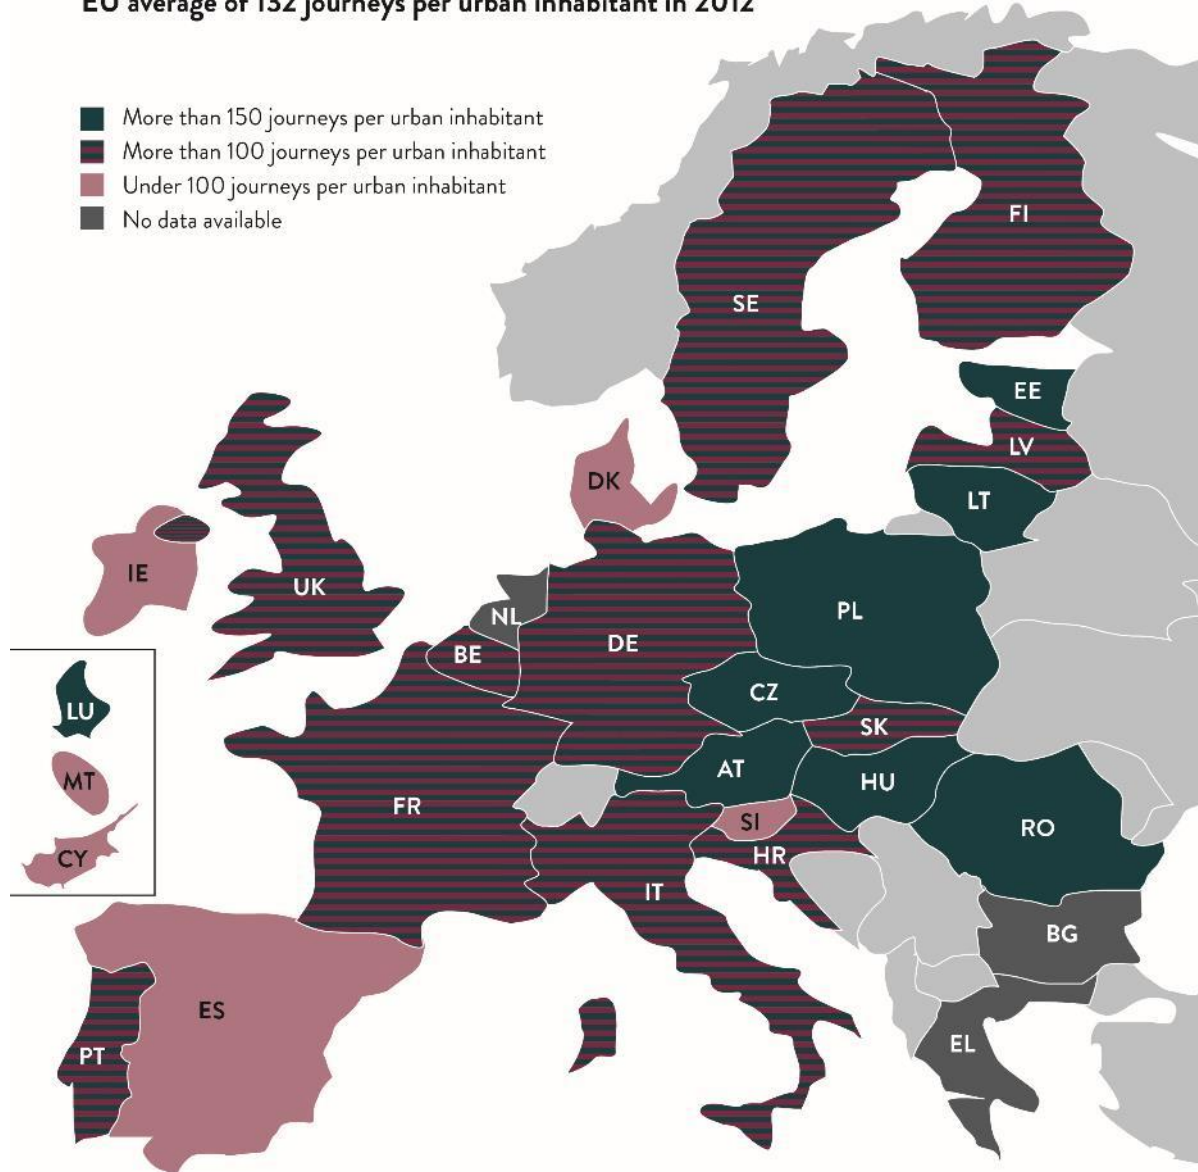 EU average of 132 journeys per urban inhabitant in 2012
More than 150 journeys per urban inhabitant
More than 100 journeys per urban inhabitant
Under 100 journeys per urban inhabitant
No data available
FI
SE
EE
LV
DK
LT
IE
UK
NL
PL
DE
BE
CZ
LU
SK
AT
MT
HU
FR
SI
RO
CY
HR
IT
BG
ES
EL
PT